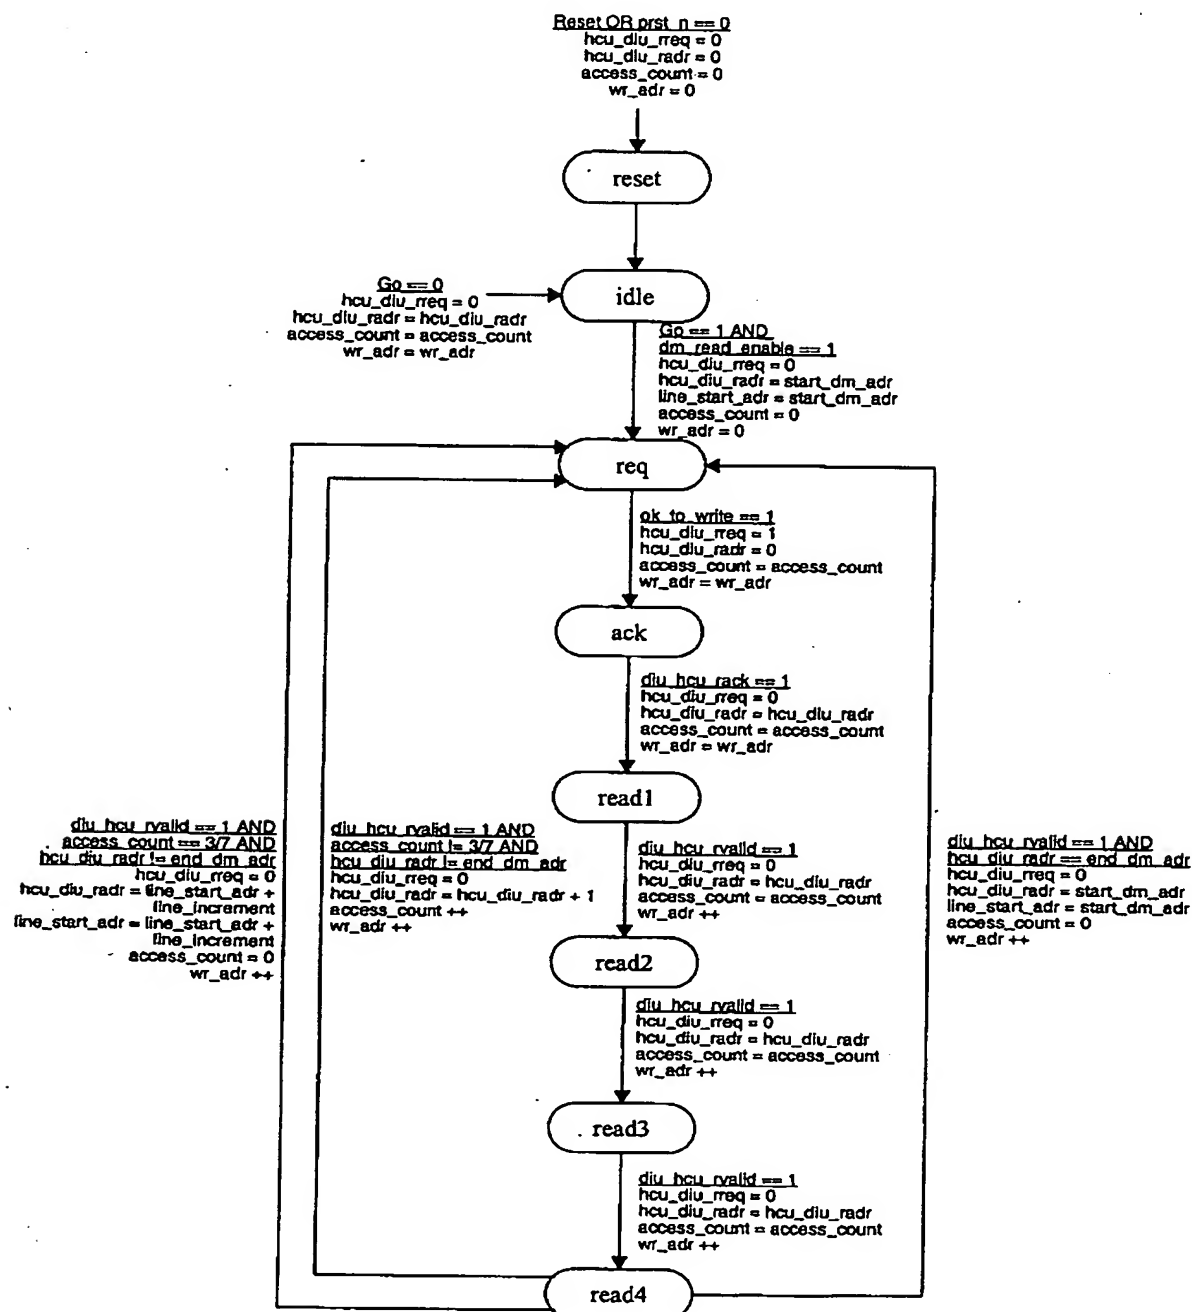 Reset OR prst_n == 0
hcu_diu_rreq = 0
hcu_diu_radr = 0
access_count = 0
wr_adr = 0
reset
Go == 0
hcu_diu_rreq = 0
hcu_diu_radr = hcu_diu_radr
access_count = access_count
wr_adr = wr_adr
idle
Go == 1 AND
dm_read_enable == 1
hcu_diu_rreq = 0
hcu_diu_radr = start_dm_adr
line_start_adr = start_dm_adr
access_count = 0
wr_adr = 0
req
ok_to_write == 1
hcu_diu_rreq = 1
hcu_diu_radr = 0
access_count = access_count
wr_adr = wr_adr
ack
diu_hcu_rack == 1
hcu_diu_rreq = 0
hcu_diu_radr = hcu_diu_radr
access_count = access_count
wr_adr = wr_adr
read1
diu_hcu_rvalid == 1 AND
access_count == 3/7 AND
hcu_diu_radr != end_dm_adr
hcu_diu_rreq = 0
hcu_diu_radr = line_start_adr +
line_increment
line_start_adr = line_start_adr +
line_increment
access_count = 0
wr_adr ++
diu_hcu_rvalid == 1 AND
access_count != 3/7 AND
hcu_diu_radr != end_dm_adr
hcu_diu_rreq = 0
hcu_diu_radr = hcu_diu_radr + 1
access_count ++
wr_adr ++
diu_hcu_rvalid == 1
hcu_diu_rreq = 0
hcu_diu_radr = hcu_diu_radr
access_count = access_count
wr_adr ++
diu_hcu_rvalid == 1 AND
hcu_diu_radr == end_dm_adr
hcu_diu_rreq = 0
hcu_diu_radr = start_dm_adr
line_start_adr = start_dm_adr
access_count = 0
wr_adr ++
read2
diu_hcu_rvalid == 1
hcu_diu_rreq = 0
hcu_diu_radr = hcu_diu_radr
access_count = access_count
wr_adr ++
read3
diu_hcu_rvalid == 1
hcu_diu_rreq = 0
hcu_diu_radr = hcu_diu_radr
access_count = access_count
wr_adr ++
read4